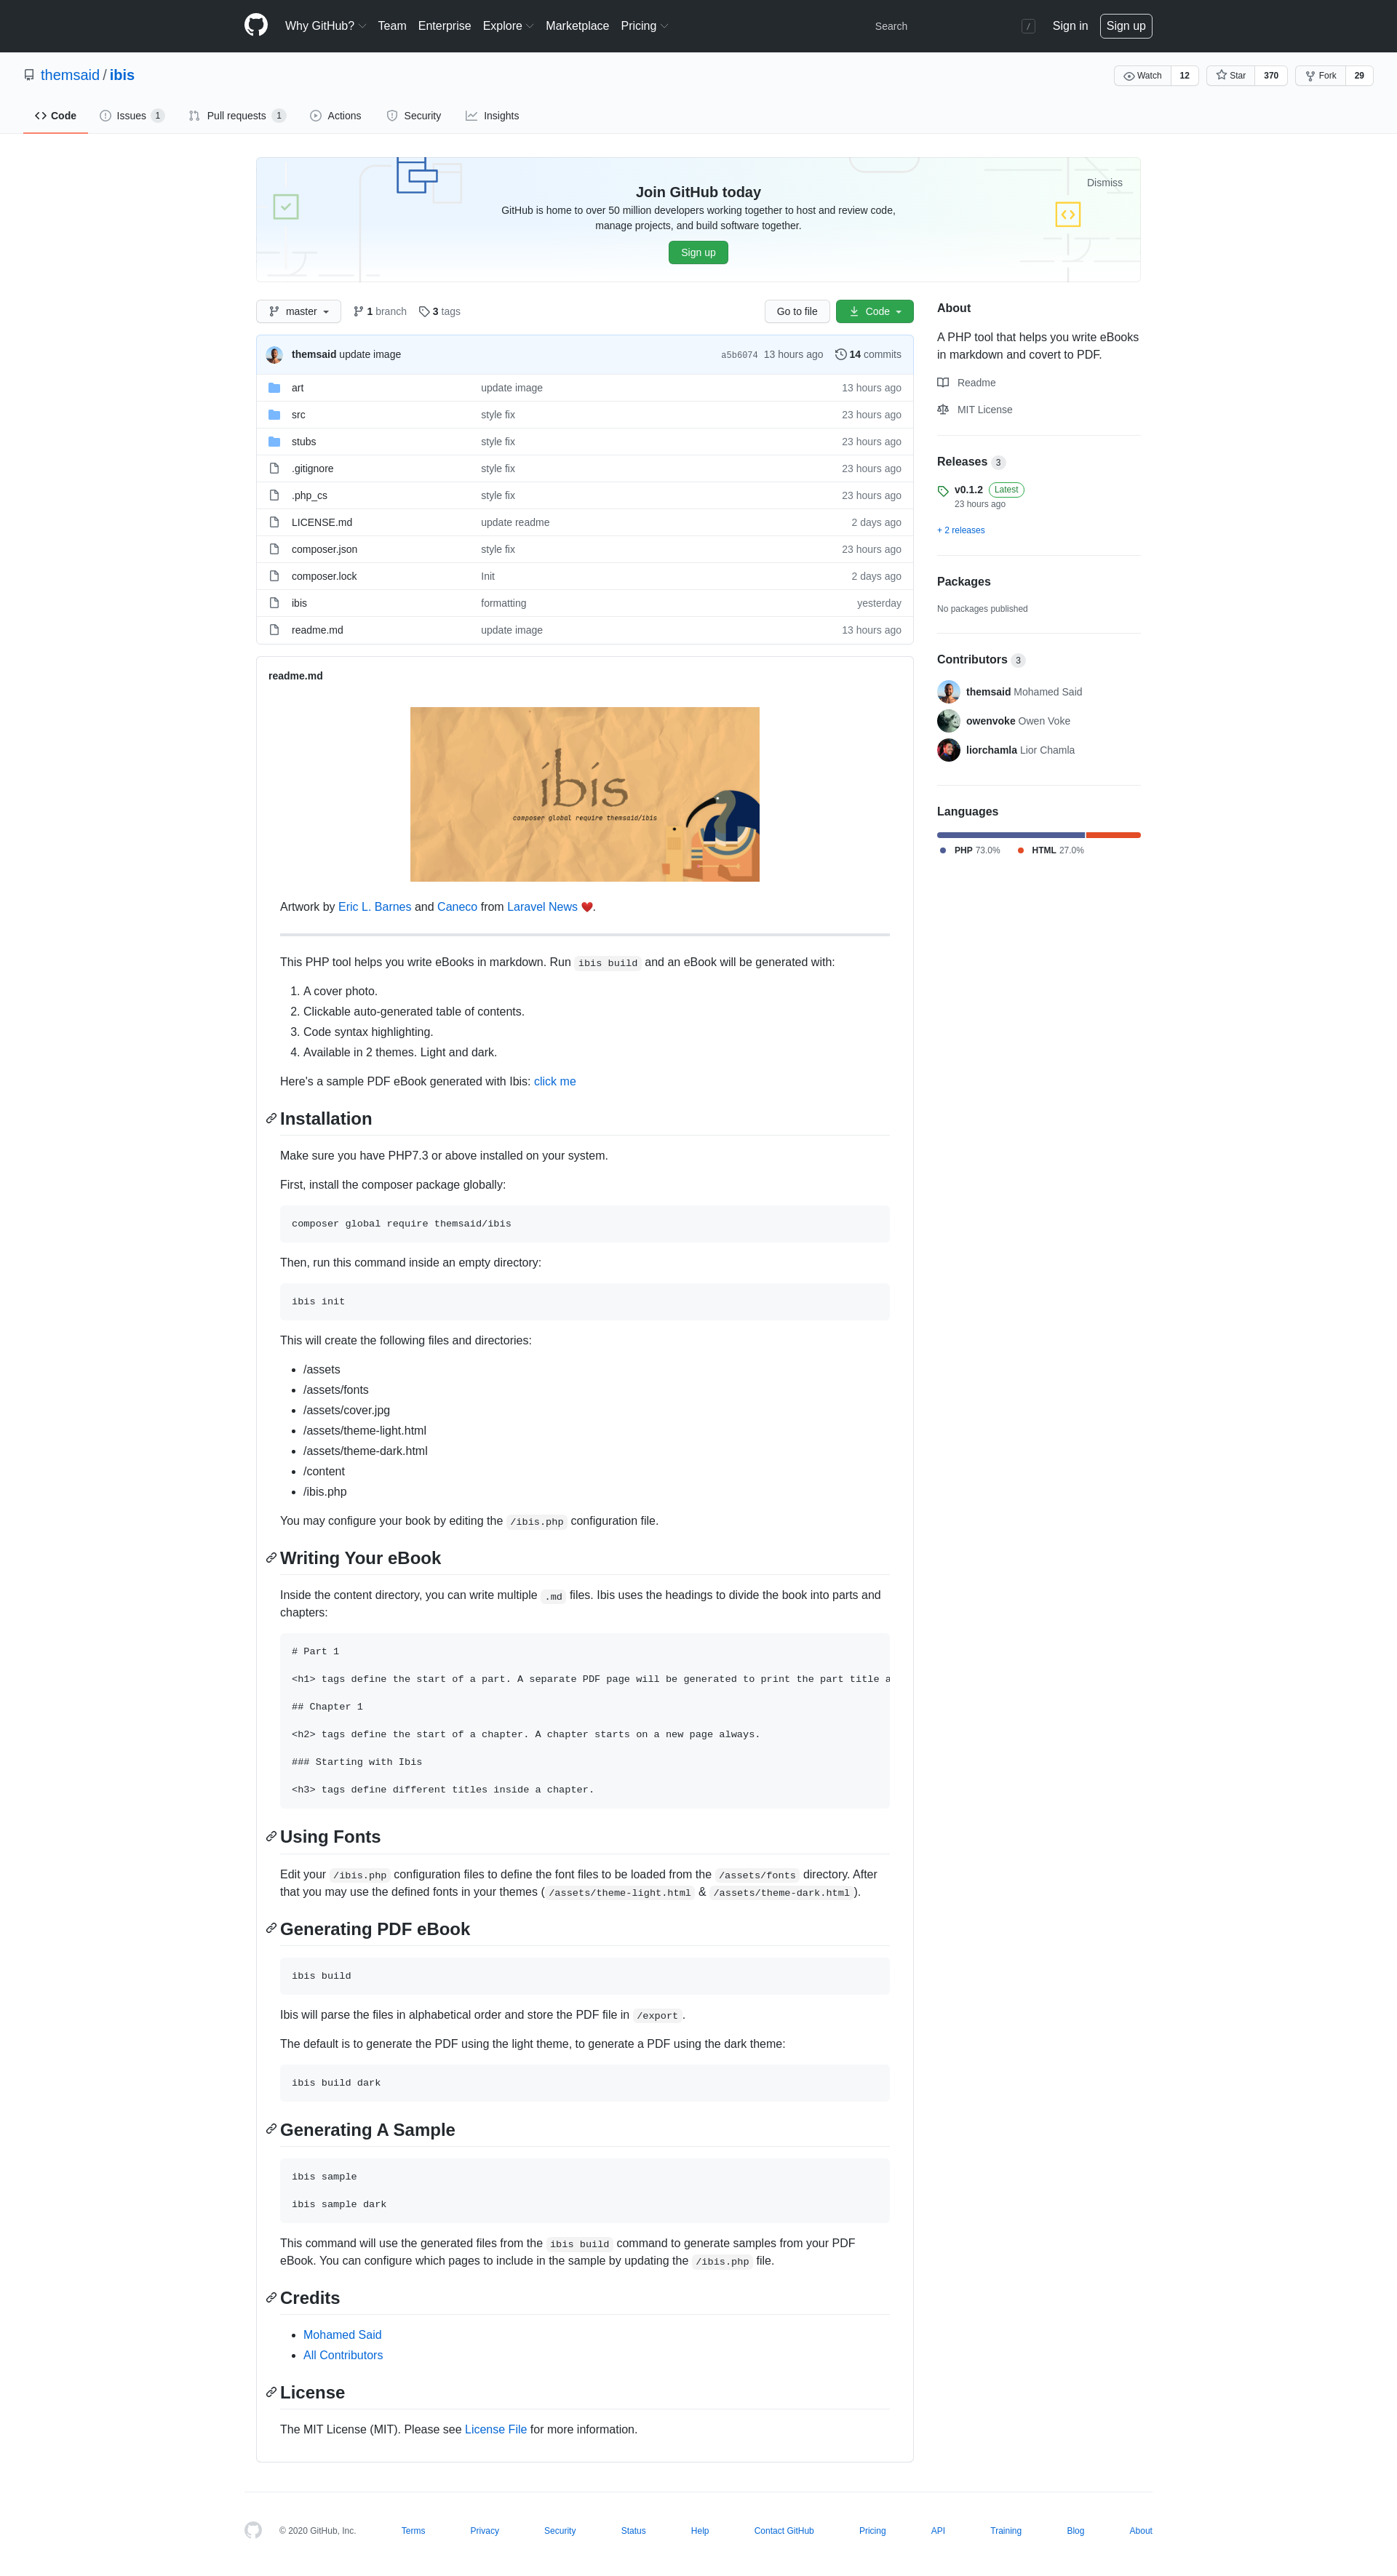 Why GitHub? Team Enterprise Explore Marketplace Pricing Search / Sign in Sign up
themsaid / ibis
Watch 12 Star 370 Fork 29
Code Issues 1 Pull requests 1 Actions Security Insights
Dismiss
Join GitHub today
GitHub is home to over 50 million developers working together to host and review code,
manage projects, and build software together.
Sign up
master 1 branch 3 tags Go to file Code
themsaid update image a5b6074 13 hours ago 14 commits
art update image 13 hours ago
src style fix 23 hours ago
stubs style fix 23 hours ago
.gitignore style fix 23 hours ago
.php_cs style fix 23 hours ago
LICENSE.md update readme 2 days ago
composer.json style fix 23 hours ago
composer.lock Init 2 days ago
ibis formatting yesterday
readme.md update image 13 hours ago
readme.md
ibis
composer global require themsaid/ibis
Artwork by Eric L. Barnes and Caneco from Laravel News ❤️.
This PHP tool helps you write eBooks in markdown. Run ibis build and an eBook will be generated with:
1. A cover photo.
2. Clickable auto-generated table of contents.
3. Code syntax highlighting.
4. Available in 2 themes. Light and dark.
Here's a sample PDF eBook generated with Ibis: click me
Installation
Make sure you have PHP7.3 or above installed on your system.
First, install the composer package globally:
composer global require themsaid/ibis
Then, run this command inside an empty directory:
ibis init
This will create the following files and directories:
• /assets
• /assets/fonts
• /assets/cover.jpg
• /assets/theme-light.html
• /assets/theme-dark.html
• /content
• /ibis.php
You may configure your book by editing the /ibis.php configuration file.
Writing Your eBook
Inside the content directory, you can write multiple .md files. Ibis uses the headings to divide the book into parts and
chapters:
# Part 1
<h1> tags define the start of a part. A separate PDF page will be generated to print the part title a
## Chapter 1
<h2> tags define the start of a chapter. A chapter starts on a new page always.
### Starting with Ibis
<h3> tags define different titles inside a chapter.
Using Fonts
Edit your /ibis.php configuration files to define the font files to be loaded from the /assets/fonts directory. After
that you may use the defined fonts in your themes ( /assets/theme-light.html & /assets/theme-dark.html ).
Generating PDF eBook
ibis build
Ibis will parse the files in alphabetical order and store the PDF file in /export .
The default is to generate the PDF using the light theme, to generate a PDF using the dark theme:
ibis build dark
Generating A Sample
ibis sample
ibis sample dark
This command will use the generated files from the ibis build command to generate samples from your PDF
eBook. You can configure which pages to include in the sample by updating the /ibis.php file.
Credits
• Mohamed Said
• All Contributors
License
The MIT License (MIT). Please see License File for more information.
About
A PHP tool that helps you write eBooks
in markdown and covert to PDF.
Readme
MIT License
Releases 3
v0.1.2 Latest
23 hours ago
+ 2 releases
Packages
No packages published
Contributors 3
themsaid Mohamed Said
owenvoke Owen Voke
liorchamla Lior Chamla
Languages
PHP 73.0% HTML 27.0%
© 2020 GitHub, Inc. Terms Privacy Security Status Help Contact GitHub Pricing API Training Blog About